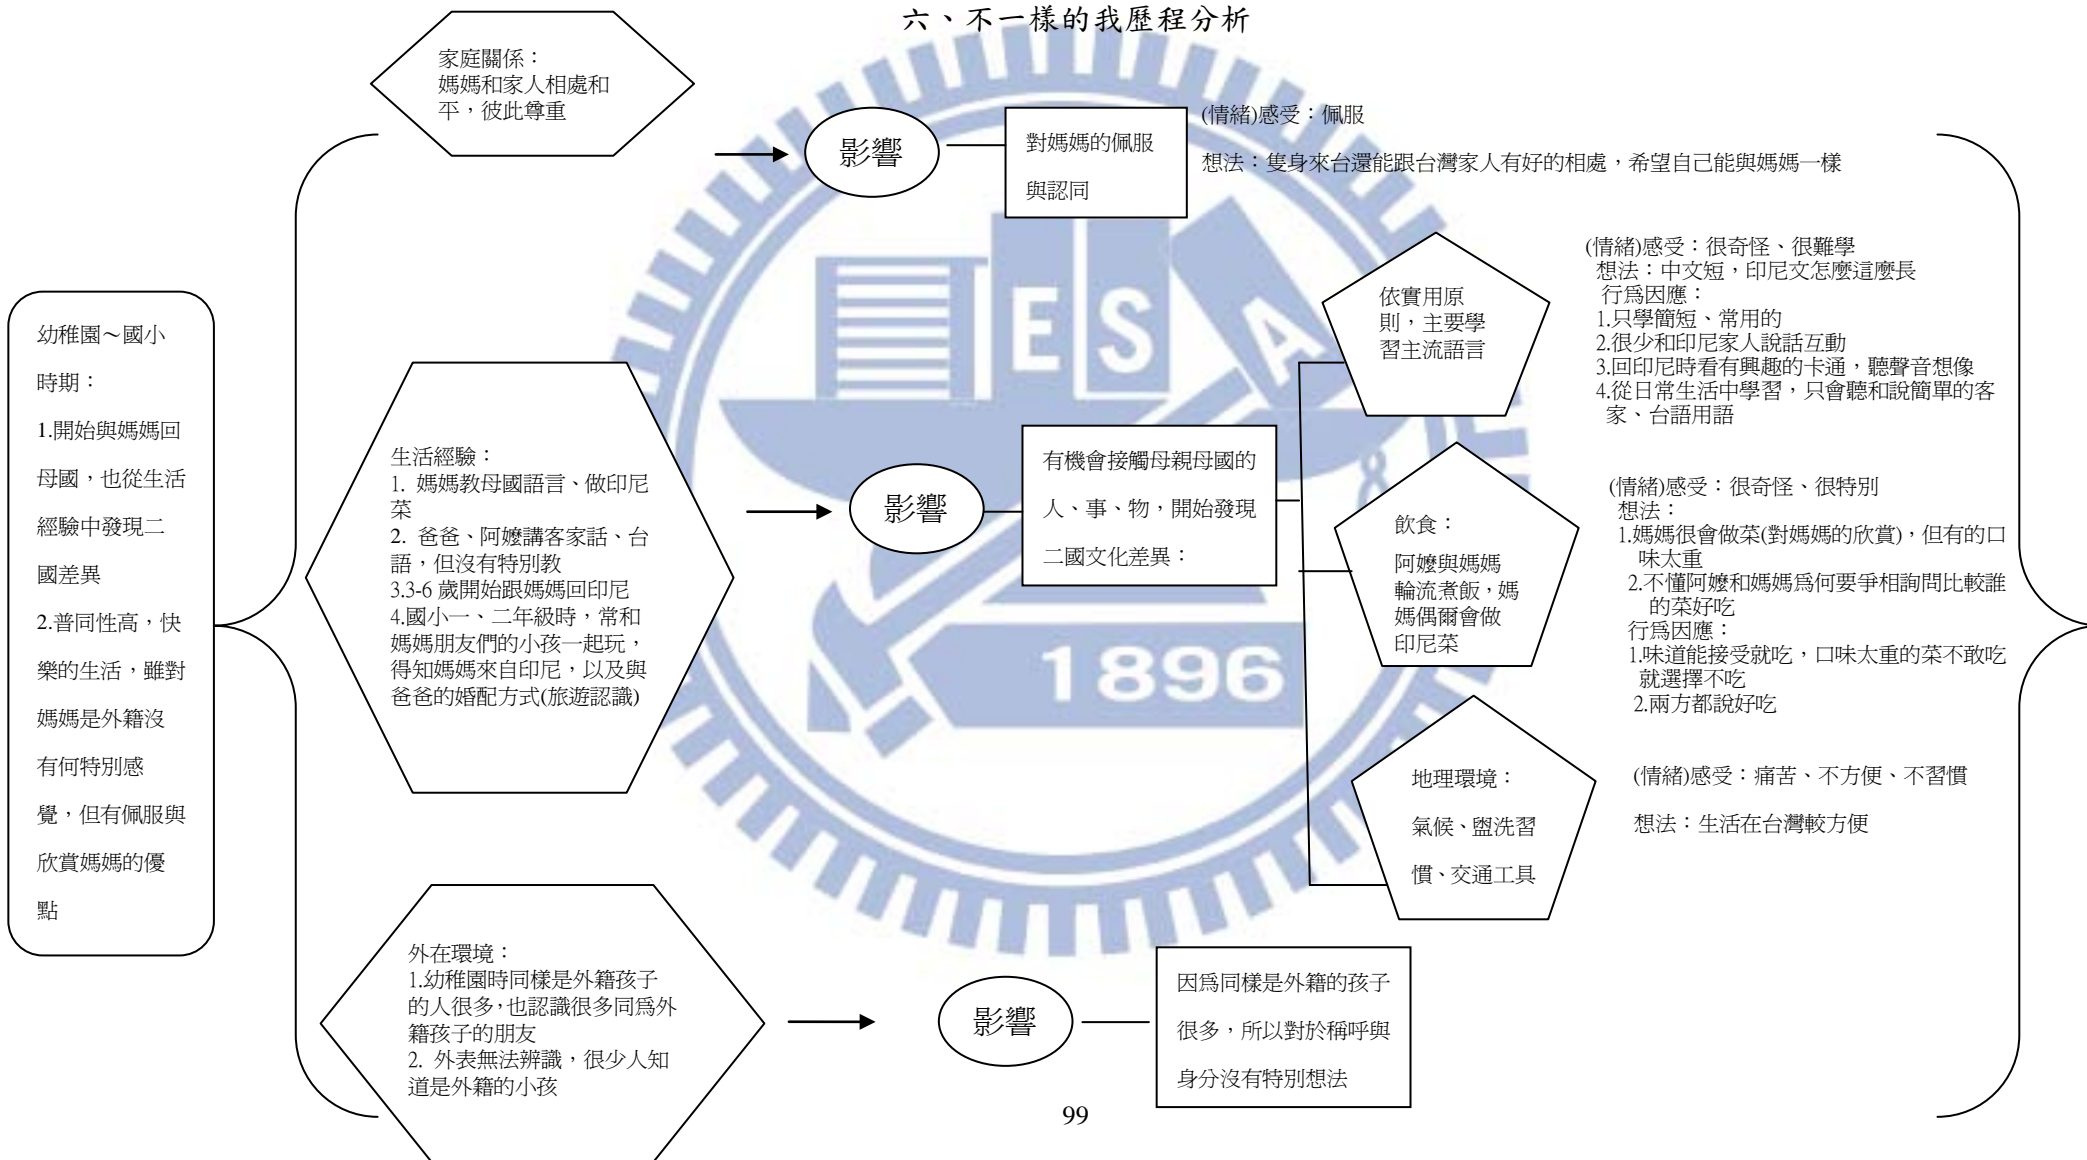 六、不一樣的我歷程分析
家庭關係：
媽媽和家人相處和
平，彼此尊重
影響
對媽媽的佩服
與認同
(情緒)感受：佩服
想法：隻身來台還能跟台灣家人有好的相處，希望自己能與媽媽一樣
幼稚園～國小
時期：
1.開始與媽媽回
母國，也從生活
經驗中發現二
國差異
2.普同性高，快
樂的生活，雖對
媽媽是外籍沒
有何特別感
覺，但有佩服與
欣賞媽媽的優
點
生活經驗：
1. 媽媽教母國語言、做印尼
菜
2. 爸爸、阿嬤講客家話、台
語，但沒有特別教
3.3-6 歲開始跟媽媽回印尼
4.國小一、二年級時，常和
媽媽朋友們的小孩一起玩，
得知媽媽來自印尼，以及與
爸爸的婚配方式(旅遊認識)
影響
有機會接觸母親母國的
人、事、物，開始發現
二國文化差異：
依實用原
則，主要學
習主流語言
(情緒)感受：很奇怪、很難學
想法：中文短，印尼文怎麼這麼長
行為因應：
1.只學簡短、常用的
2.很少和印尼家人說話互動
3.回印尼時看有興趣的卡通，聽聲音想像
4.從日常生活中學習，只會聽和說簡單的客
家、台語用語
飲食：
阿嬤與媽媽
輪流煮飯，媽
媽偶爾會做
印尼菜
(情緒)感受：很奇怪、很特別
想法：
1.媽媽很會做菜(對媽媽的欣賞)，但有的口
味太重
2.不懂阿嬤和媽媽為何要爭相詢問比較誰
的菜好吃
行為因應：
1.味道能接受就吃，口味太重的菜不敢吃
就選擇不吃
2.兩方都說好吃
地理環境：
氣候、盥洗習
慣、交通工具
(情緒)感受：痛苦、不方便、不習慣
想法：生活在台灣較方便
外在環境：
1.幼稚園時同樣是外籍孩子
的人很多，也認識很多同為外
籍孩子的朋友
2. 外表無法辨識，很少人知
道是外籍的小孩
影響
因為同樣是外籍的孩子
很多，所以對於稱呼與
身分沒有特別想法
ESA
1896
99